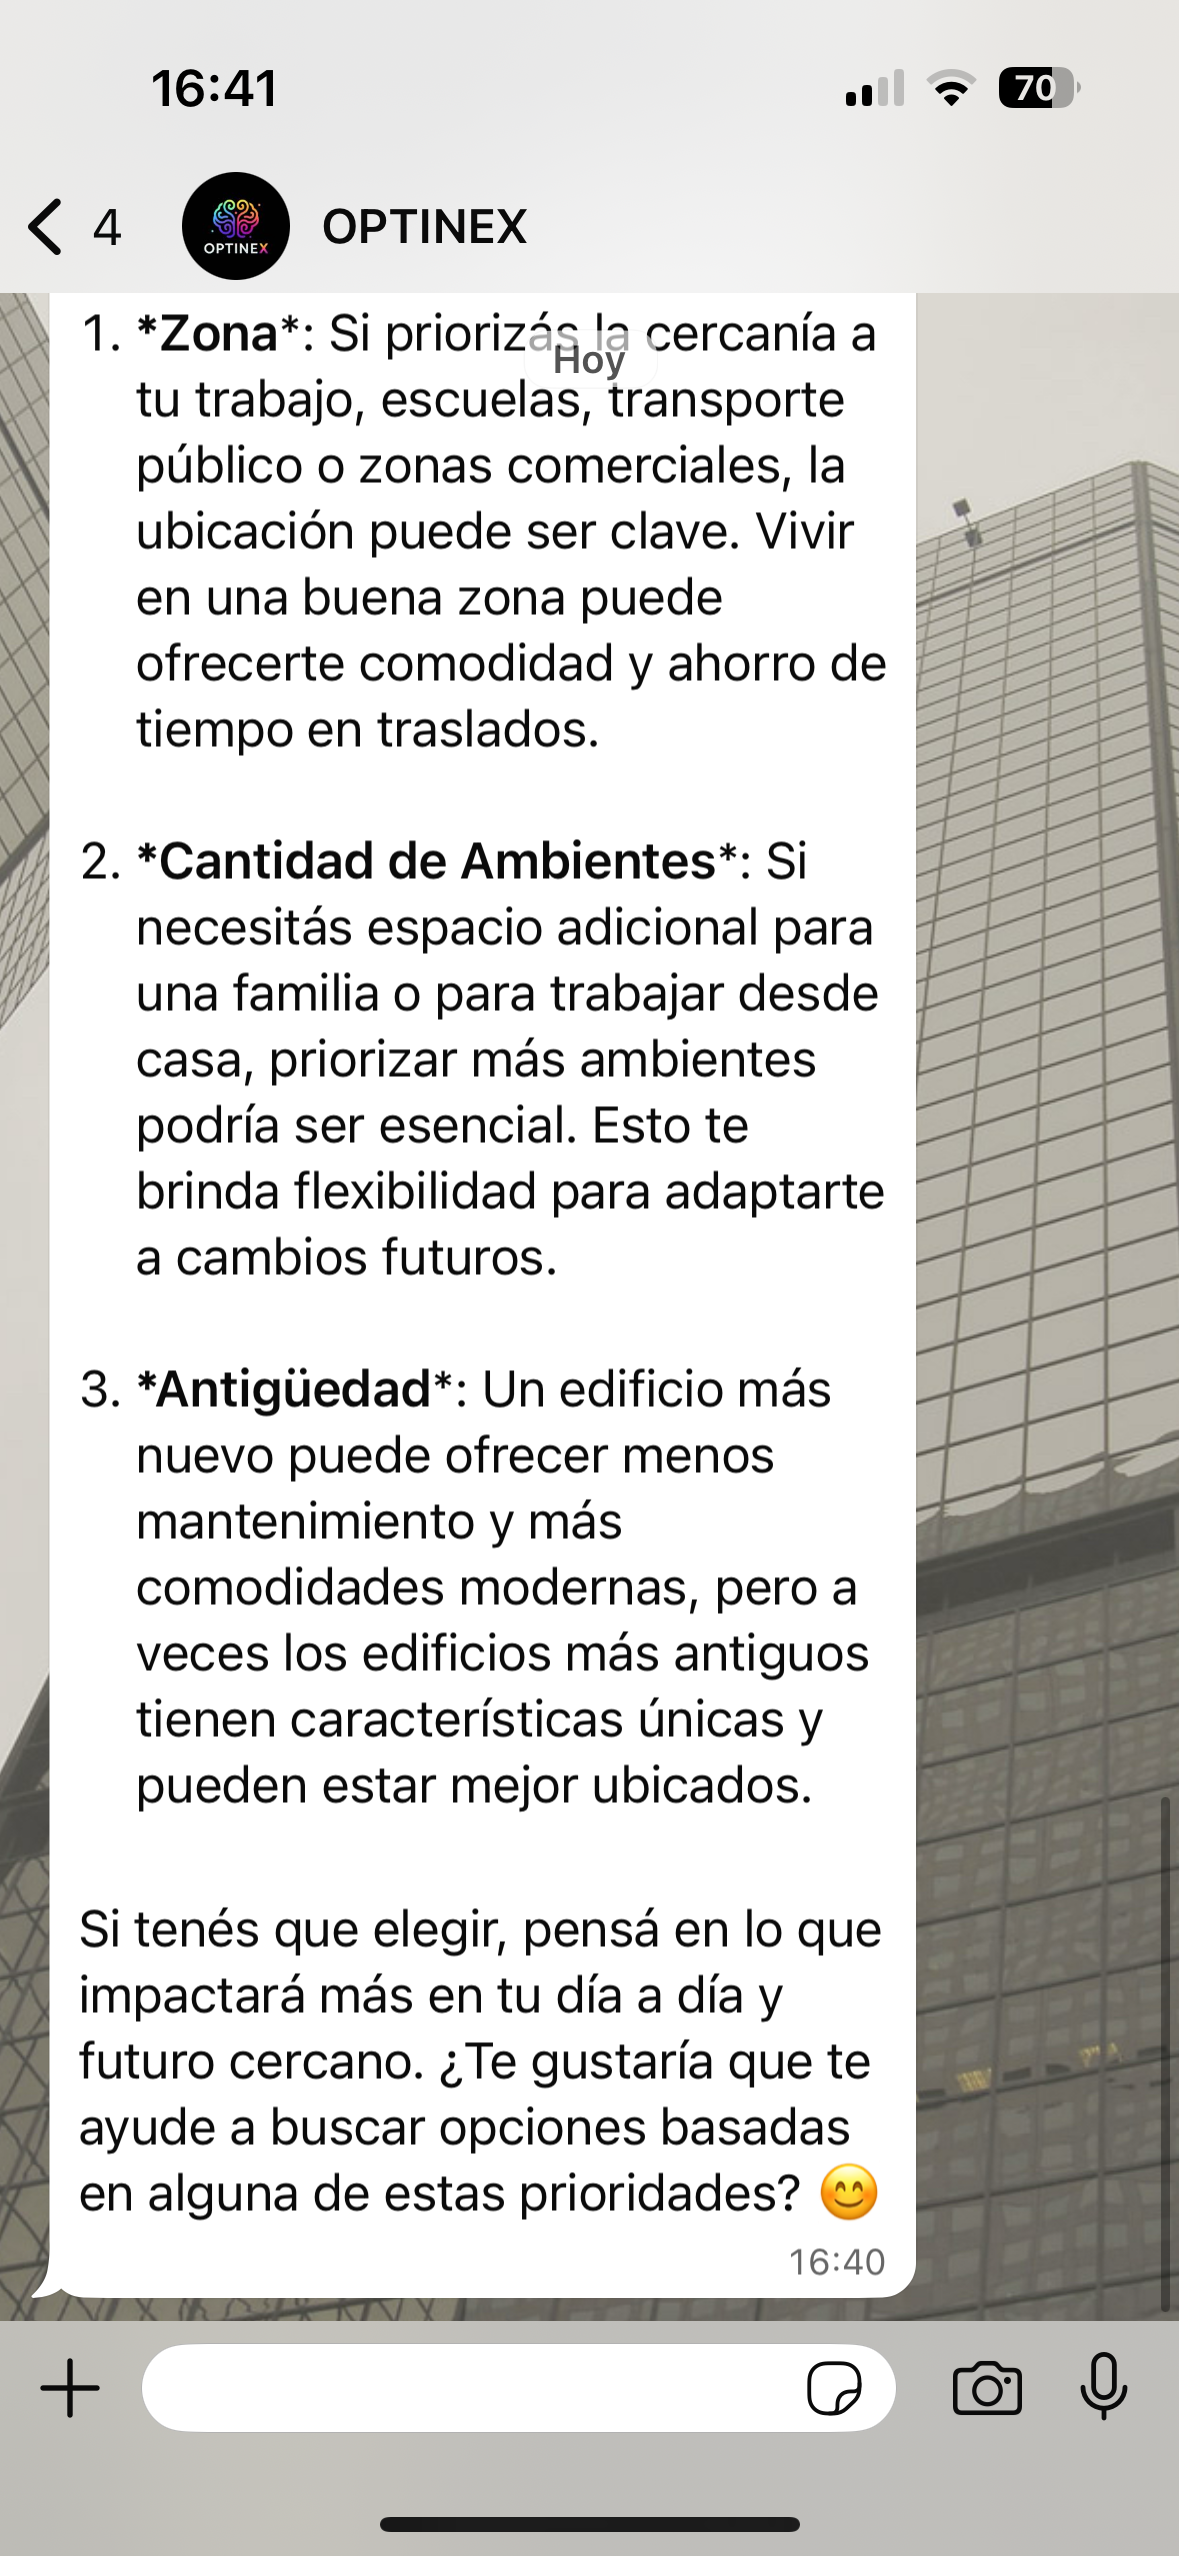 16:41
70
4
OPTINEX
OPTINEX
1. *Zona*: Si priorizás la cercanía a
Hoy
tu trabajo, escuelas, transporte
público o zonas comerciales, la
ubicación puede ser clave. Vivir
en una buena zona puede
ofrecerte comodidad y ahorro de
tiempo en traslados.
2. *Cantidad de Ambientes*: Si
necesitás espacio adicional para
una familia o para trabajar desde
casa, priorizar más ambientes
podría ser esencial. Esto te
brinda flexibilidad para adaptarte
a cambios futuros.
3. *Antigüedad*: Un edificio más
nuevo puede ofrecer menos
mantenimiento y más
comodidades modernas, pero a
veces los edificios más antiguos
tienen características únicas y
pueden estar mejor ubicados.
Si tenés que elegir, pensá en lo que
impactará más en tu día a día y
futuro cercano. ¿Te gustaría que te
ayude a buscar opciones basadas
en alguna de estas prioridades? 😊
16:40